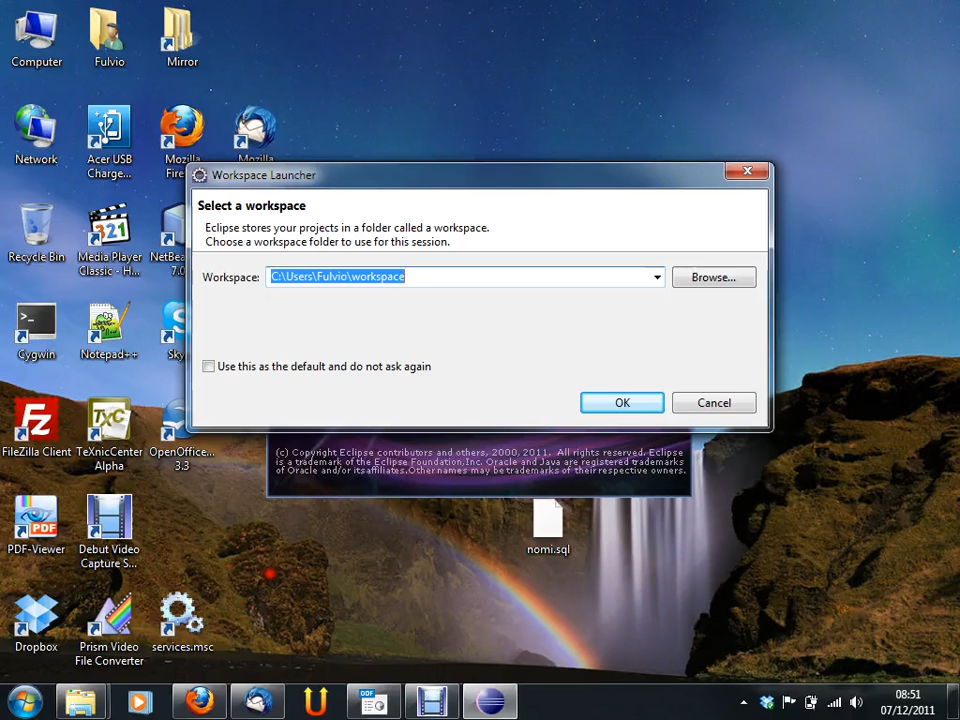 Computer
Fulvio
Mirror
Network
Acer USB
Charge...
Mozilla
Fire
Mozilla
Workspace Launcher
Select a workspace
Eclipse stores your projects in a folder called a workspace.
Choose a workspace folder to use for this session.
Workspace:
C:\Users\Fulvio\workspace
Browse...
Use this as the default and do not ask again
OK
Cancel
Recycle Bin
Media Player
Classic - H...
321
NetBea
7.0
Cygwin
Notepad++
Sky
FileZilla Client
TXC
TeXnicCenter
Alpha
OpenOffice...
3.3
(c) Copyright Eclipse contributors and others, 2000, 2011. All rights reserved. Eclipse
is a trademark of the Eclipse Foundation,Inc. Oracle and Java are registered trademarks
of Oracle and/or itsaffiliates.Other names may be trademarks of their respective owners.
PDF
PDF-Viewer
Debut Video
Capture S...
nomi.sql
Dropbox
Prism Video
File Converter
services.msc
ODF
08:51
07/12/2011